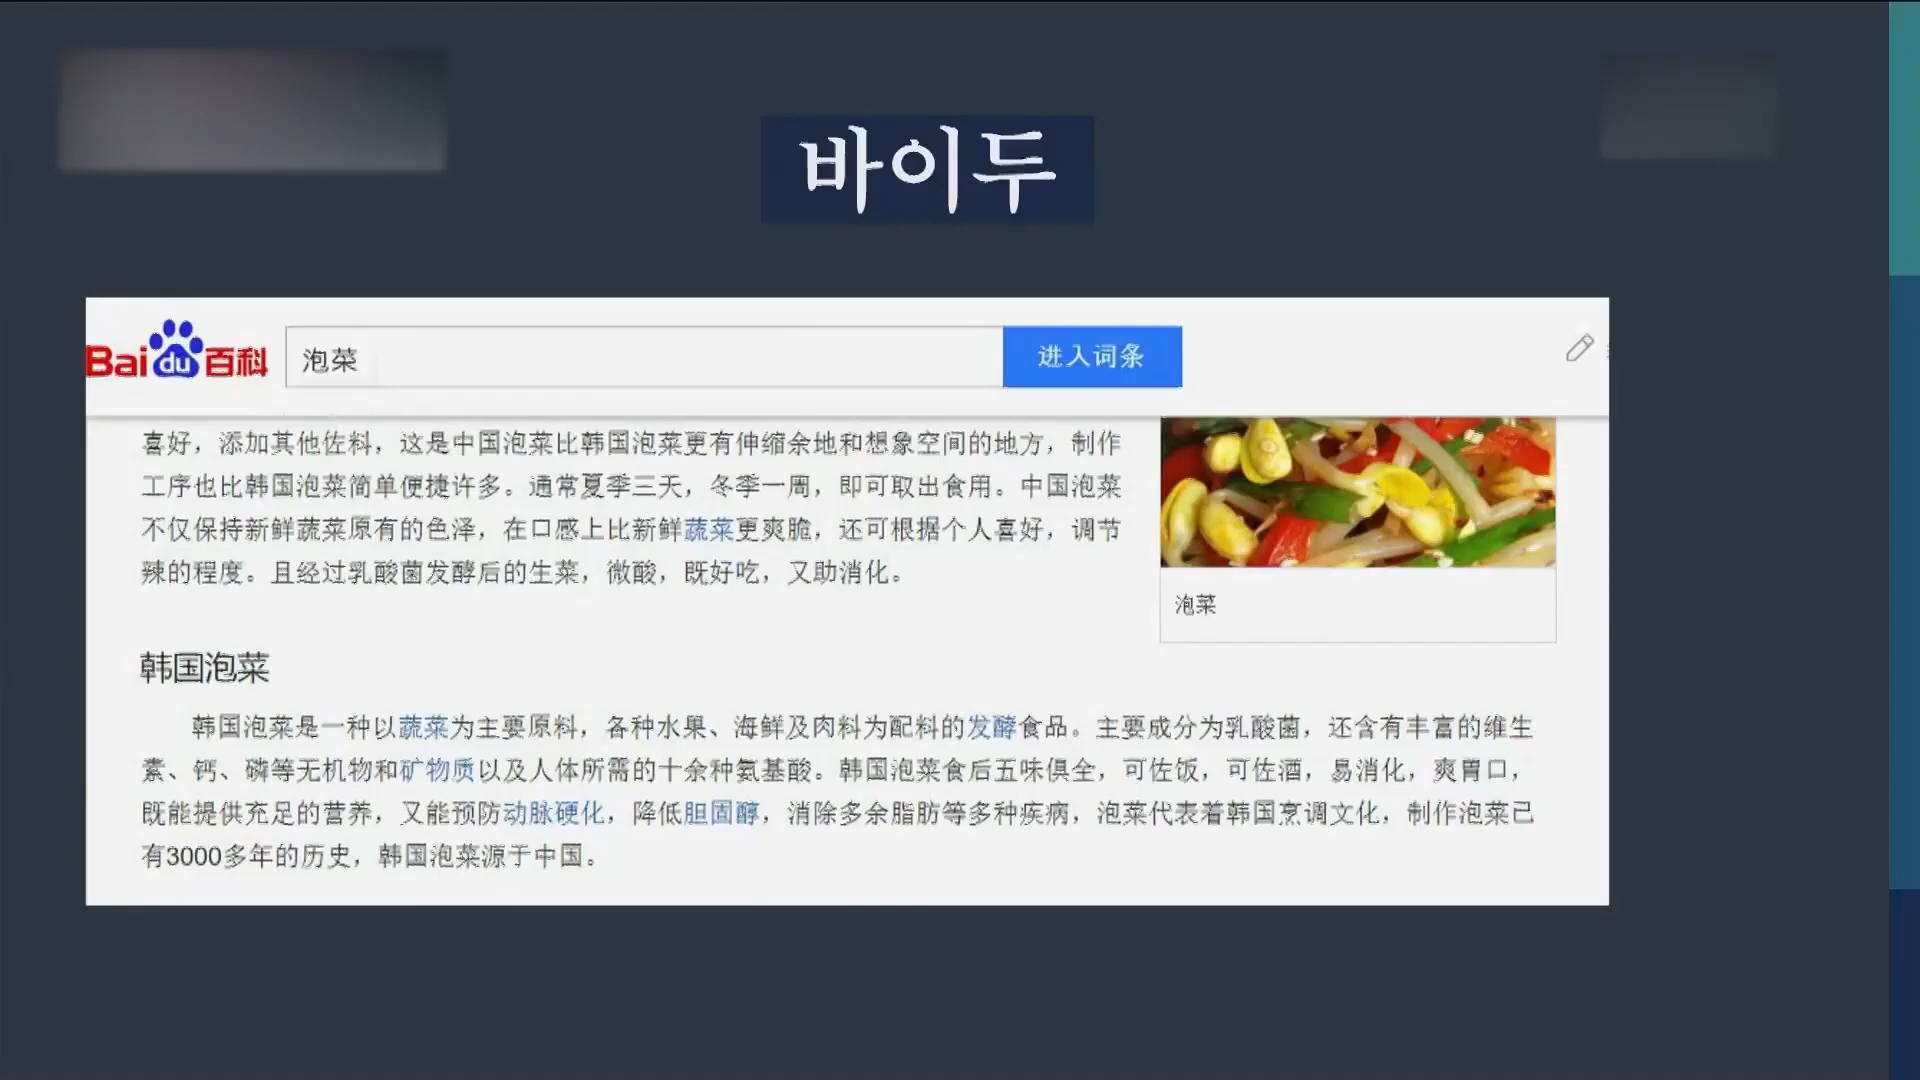 바이두
Baidu百科
泡菜
进入词条
喜好，添加其他佐料，这是中国泡菜比韩国泡菜更有伸缩余地和想象空间的地方，制作
工序也比韩国泡菜简单便捷许多。通常夏季三天，冬季一周，即可取出食用。中国泡菜
不仅保持新鲜蔬菜原有的色泽，在口感上比新鲜蔬菜更爽脆，还可根据个人喜好，调节
辣的程度。且经过乳酸菌发酵后的生菜，微酸，既好吃，又助消化。
泡菜
韩国泡菜
韩国泡菜是一种以蔬菜为主要原料，各种水果、海鲜及肉料为配料的发酵食品。主要成分为乳酸菌，还含有丰富的维生
素、钙、磷等无机物和矿物质以及人体所需的十余种氨基酸。韩国泡菜食后五味俱全，可佐饭，可佐酒，易消化，爽胃口，
既能提供充足的营养，又能预防动脉硬化，降低胆固醇，消除多余脂肪等多种疾病，泡菜代表着韩国烹调文化，制作泡菜已
有3000多年的历史，韩国泡菜源于中国。